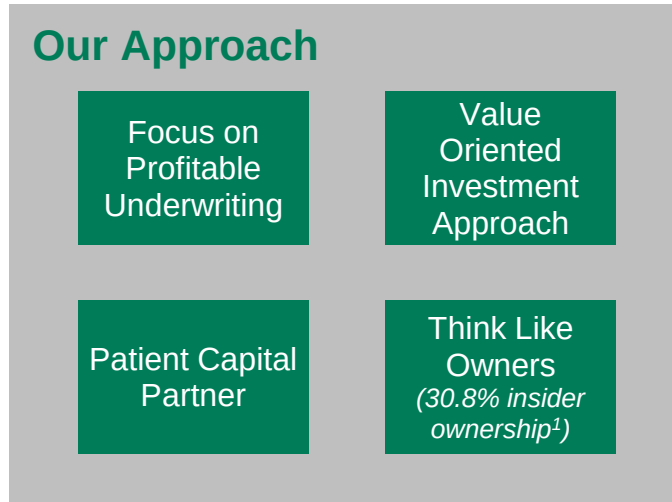 Our Approach
Focus on
Profitable
Underwriting
Value
Oriented
Investment
Approach
Patient Capital
Partner
Think Like
Owners
(30.8% insider
ownership¹)